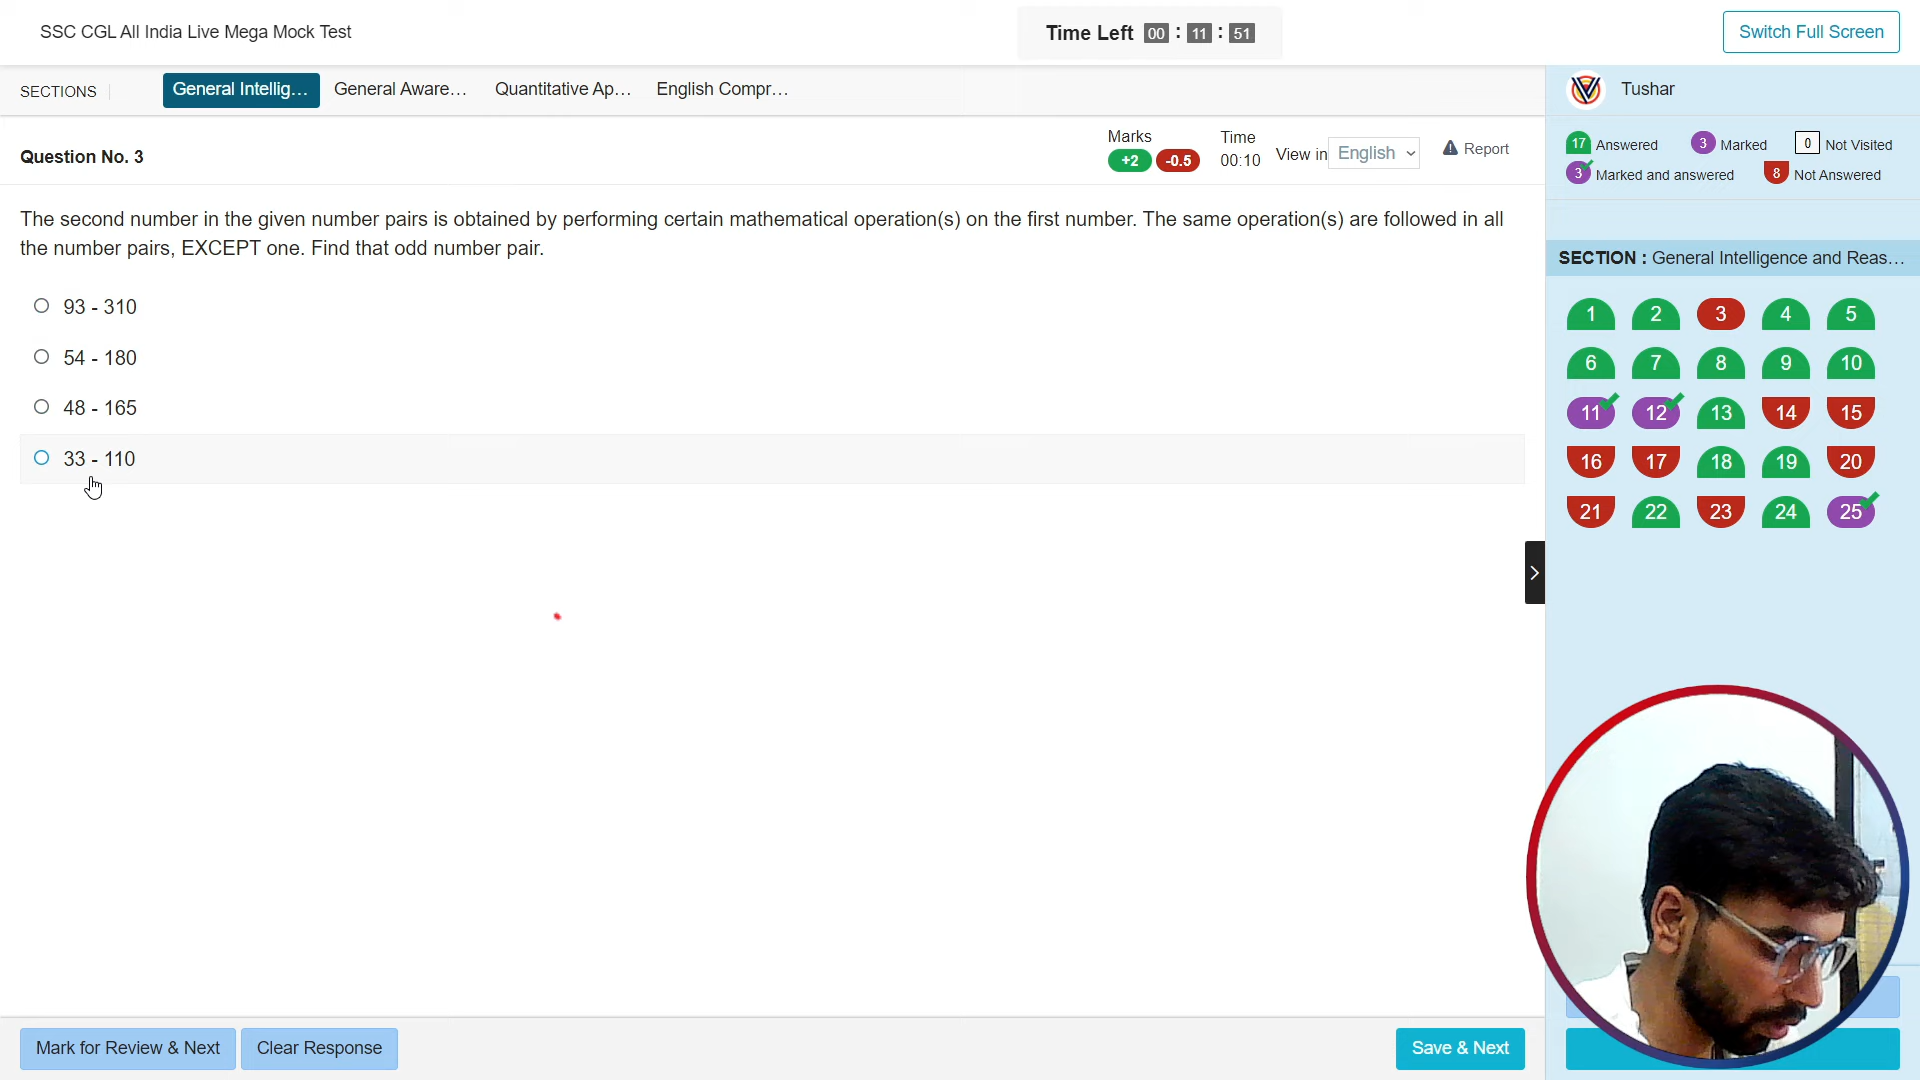 SSC CGL All India Live Mega Mock Test
Time Left 00 : 11 : 51
Switch Full Screen
SECTIONS
General Intellig...
General Aware...
Quantitative Ap...
English Compr...
Tushar
Question No. 3
Marks
+2 -0.5
Time
00:10
View in English
Report
17 Answered
3 Marked
0 Not Visited
3 Marked and answered
8 Not Answered
The second number in the given number pairs is obtained by performing certain mathematical operation(s) on the first number. The same operation(s) are followed in all
the number pairs, EXCEPT one. Find that odd number pair.
93 - 310
54 - 180
48 - 165
33 - 110
SECTION : General Intelligence and Reas...
1 2 3 4 5
6 7 8 9 10
11 12 13 14 15
16 17 18 19 20
21 22 23 24 25
Mark for Review & Next
Clear Response
Save & Next